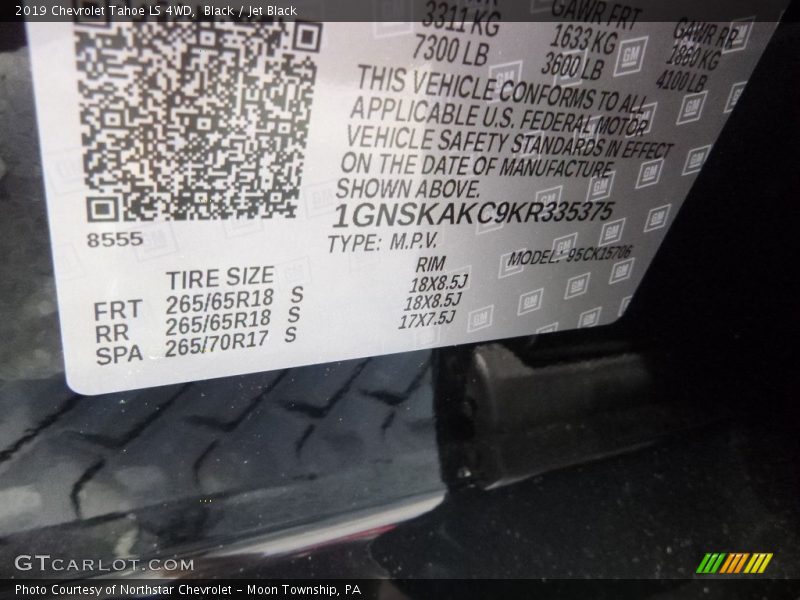 2019 Chevrolet Tahoe LS 4WD, Black / Jet Black
GAWR FRT
GAWR RR
3311 KG
1633 KG
1860 KG
7300 LB
3600 LB
4100 LB
THIS VEHICLE CONFORMS TO ALL
APPLICABLE U.S. FEDERAL MOTOR
VEHICLE SAFETY STANDARDS IN EFFECT
ON THE DATE OF MANUFACTURE
SHOWN ABOVE.
1GNSKAKC9KR335375
TYPE: M.P.V.
MODEL: 95CK15706
8555
TIRE SIZE
RIM
FRT 265/65R18 S 18X8.5J
RR 265/65R18 S 18X8.5J
SPA 265/70R17 S 17X7.5J
GM
GTCARLOT.COM
Photo Courtesy of Northstar Chevrolet – Moon Township, PA